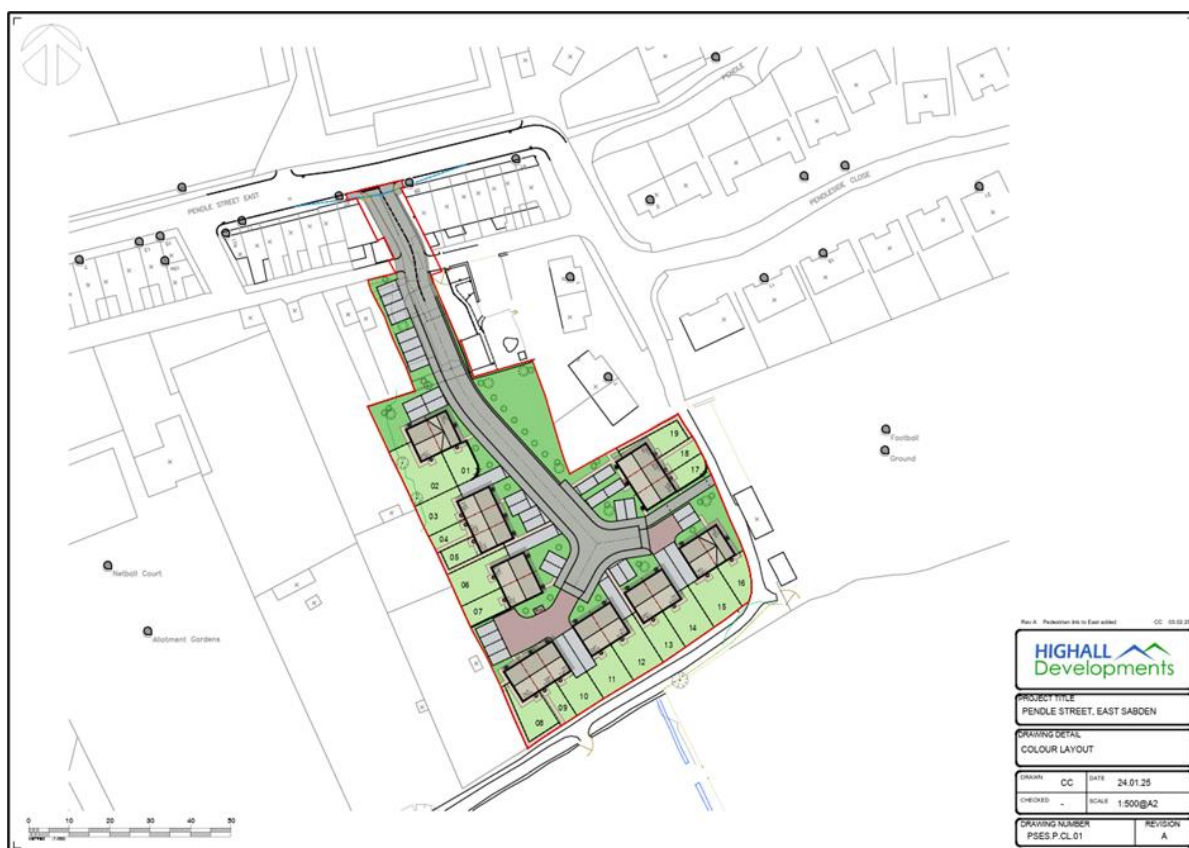 PENDLE
PENDLE STREET EAST
PENDLESIDE CLOSE
Football
Ground
Netball Court
Allotment Gardens
01
02
03
04
05
06
07
08
09
10
11
12
13
14
15
16
17
18
19
0
10
20
30
40
50
Rev A Pedestrian link to East added CC
HIGHALL
Developments
PROJECT TITLE
PENDLE STREET, EAST SABDEN
DRAWING DETAIL
COLOUR LAYOUT
DRAWN CC DATE 24.01.25
CHECKED - SCALE 1:500@A2
DRAWING NUMBER REVISION
PSES.P.CL.01 A